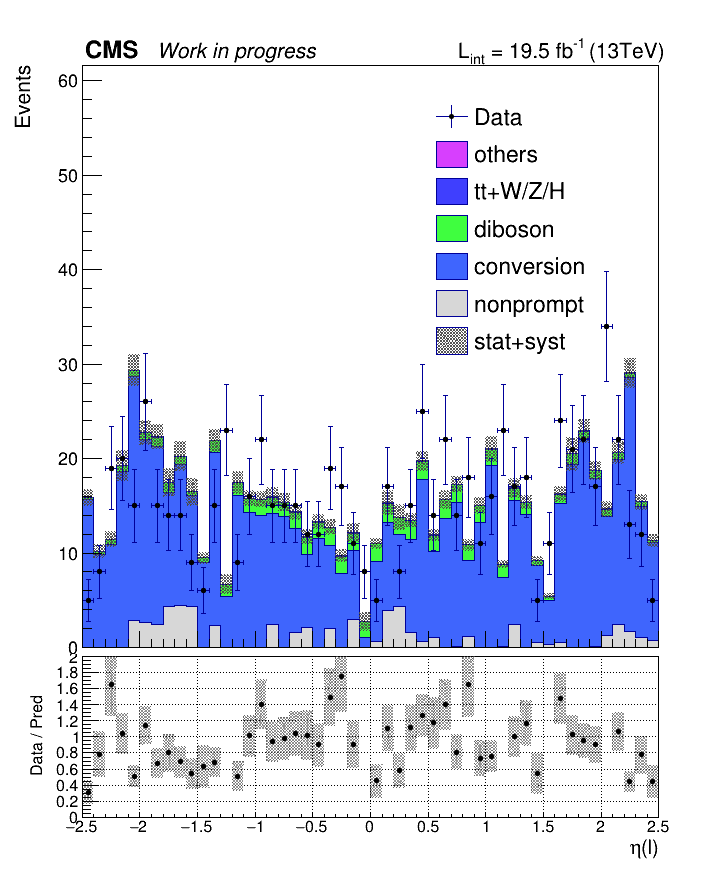 CMS Work in progress L_int = 19.5 fb^-1 (13TeV)
Events
60
50
40
30
20
10
0
Data
others
tt+W/Z/H
diboson
conversion
nonprompt
stat+syst
Data / Pred
2
1.8
1.6
1.4
1.2
1
0.8
0.6
0.4
0.2
0
−2.5 −2 −1.5 −1 −0.5 0 0.5 1 1.5 2 2.5
η(l)